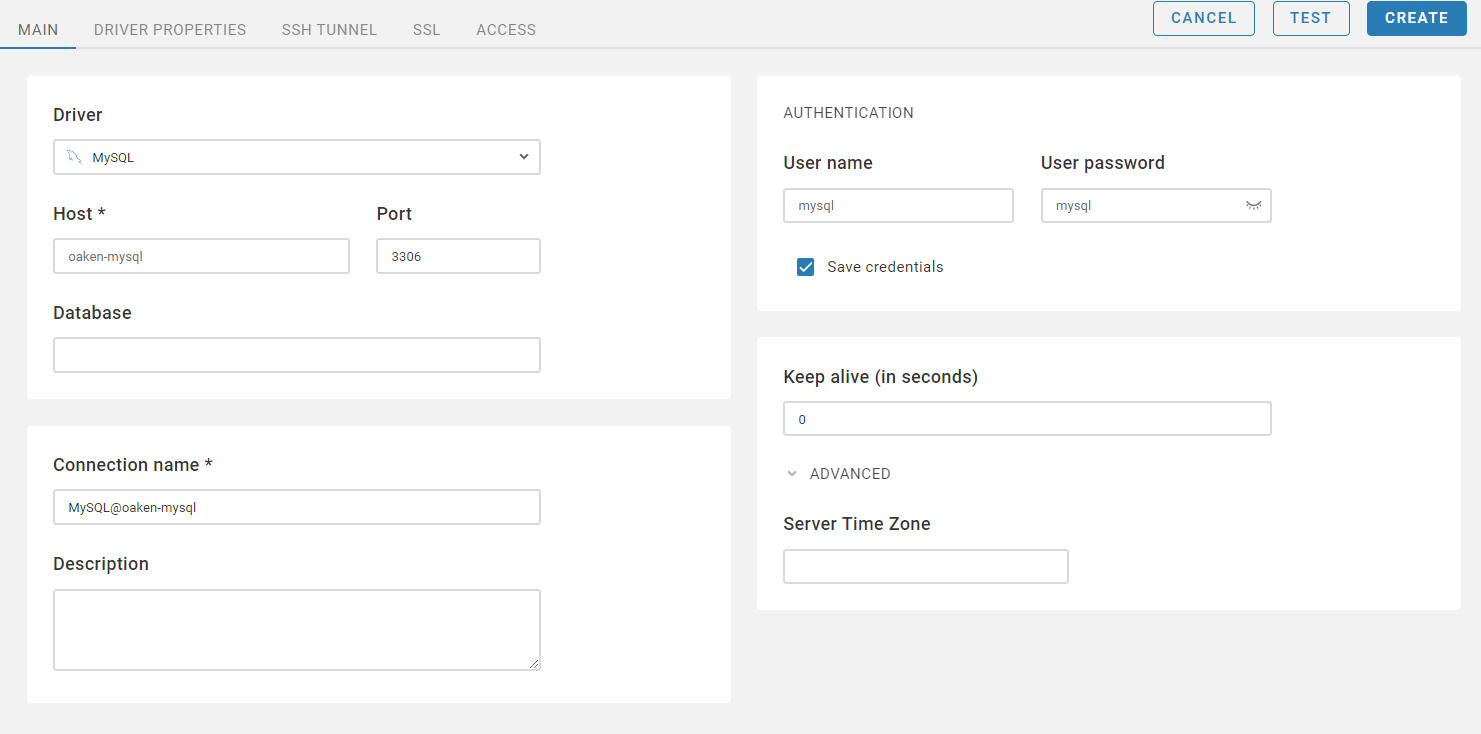 MAIN DRIVER PROPERTIES SSH TUNNEL SSL ACCESS CANCEL TEST CREATE
Driver
MySQL
Host * Port
oaken-mysql 3306
Database
Connection name *
MySQL@oaken-mysql
Description
AUTHENTICATION
User name User password
mysql mysql
Save credentials
Keep alive (in seconds)
0
ADVANCED
Server Time Zone